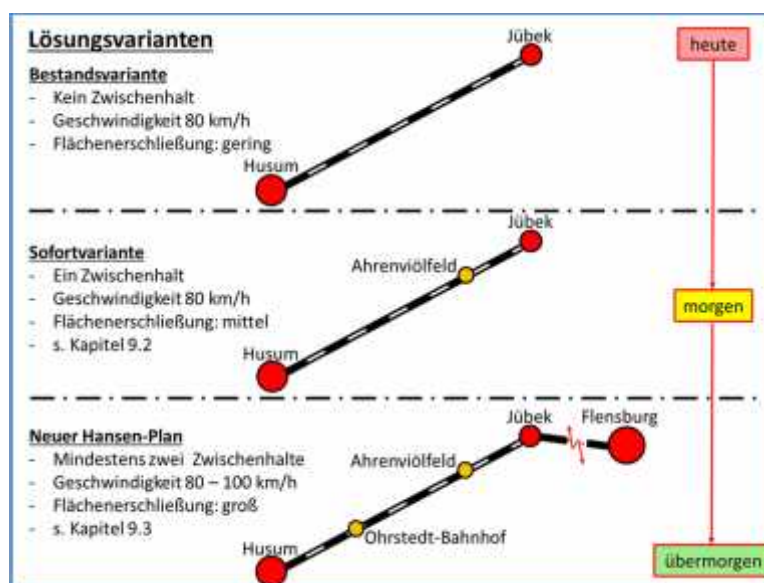 Lösungsvarianten
Jübek
heute
Bestandsvariante
- Kein Zwischenhalt
- Geschwindigkeit 80 km/h
- Flächenerschließung: gering
Husum
Jübek
Sofortvariante
Ahrenviölfeld
- Ein Zwischenhalt
- Geschwindigkeit 80 km/h
- Flächenerschließung: mittel
- s. Kapitel 9.2
morgen
Husum
Jübek
Flensburg
Neuer Hansen-Plan
- Mindestens zwei Zwischenhalte
Ahrenviölfeld
- Geschwindigkeit 80 – 100 km/h
- Flächenerschließung: groß
- s. Kapitel 9.3
Ohrstedt-Bahnhof
Husum
übermorgen